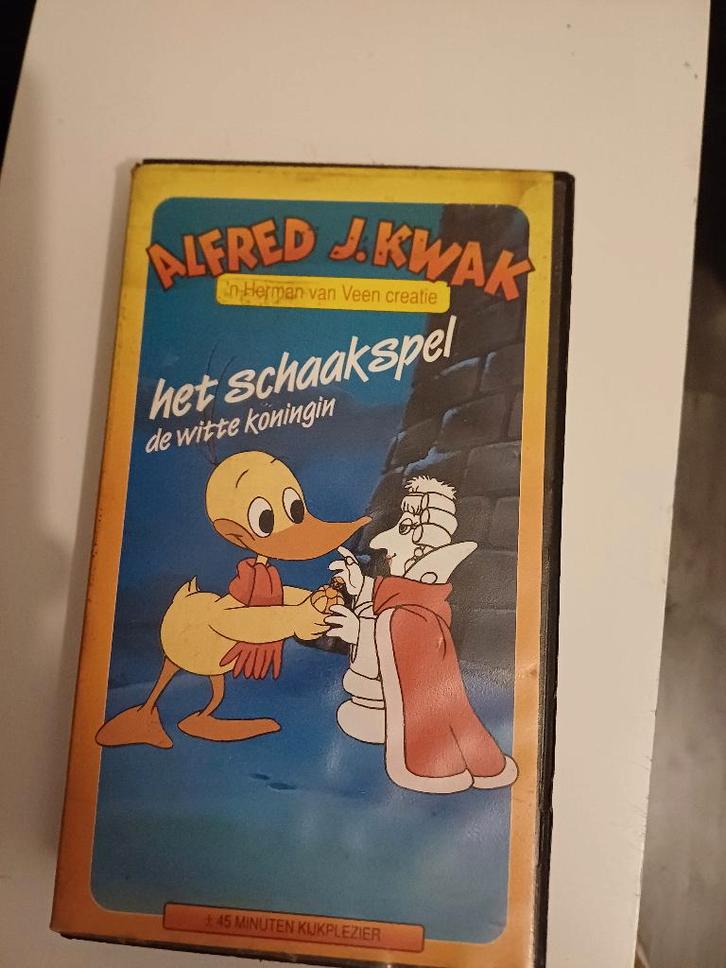 ALFRED J. KWAK
'n Herman van Veen creatie
het schaakspel
de witte koningin
± 45 MINUTEN KIJKPLEZIER